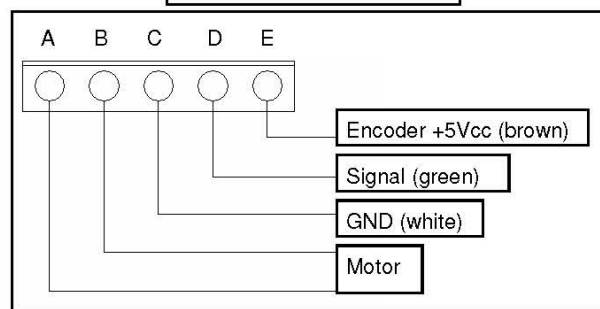 A B C D E
Encoder +5Vcc (brown)
Signal (green)
GND (white)
Motor